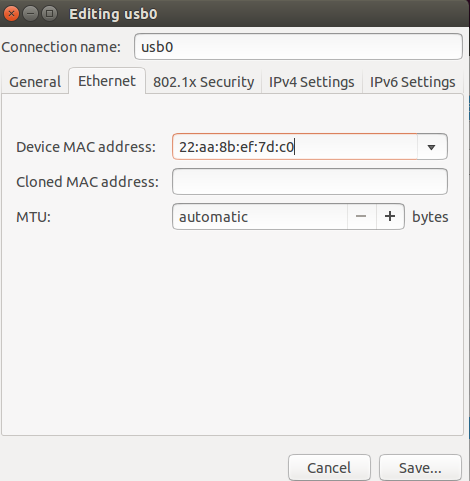 Editing usb0
Connection name: usb0
General Ethernet 802.1x Security IPv4 Settings IPv6 Settings
Device MAC address: 22:aa:8b:ef:7d:c0
Cloned MAC address:
MTU: automatic − + bytes
Cancel Save...